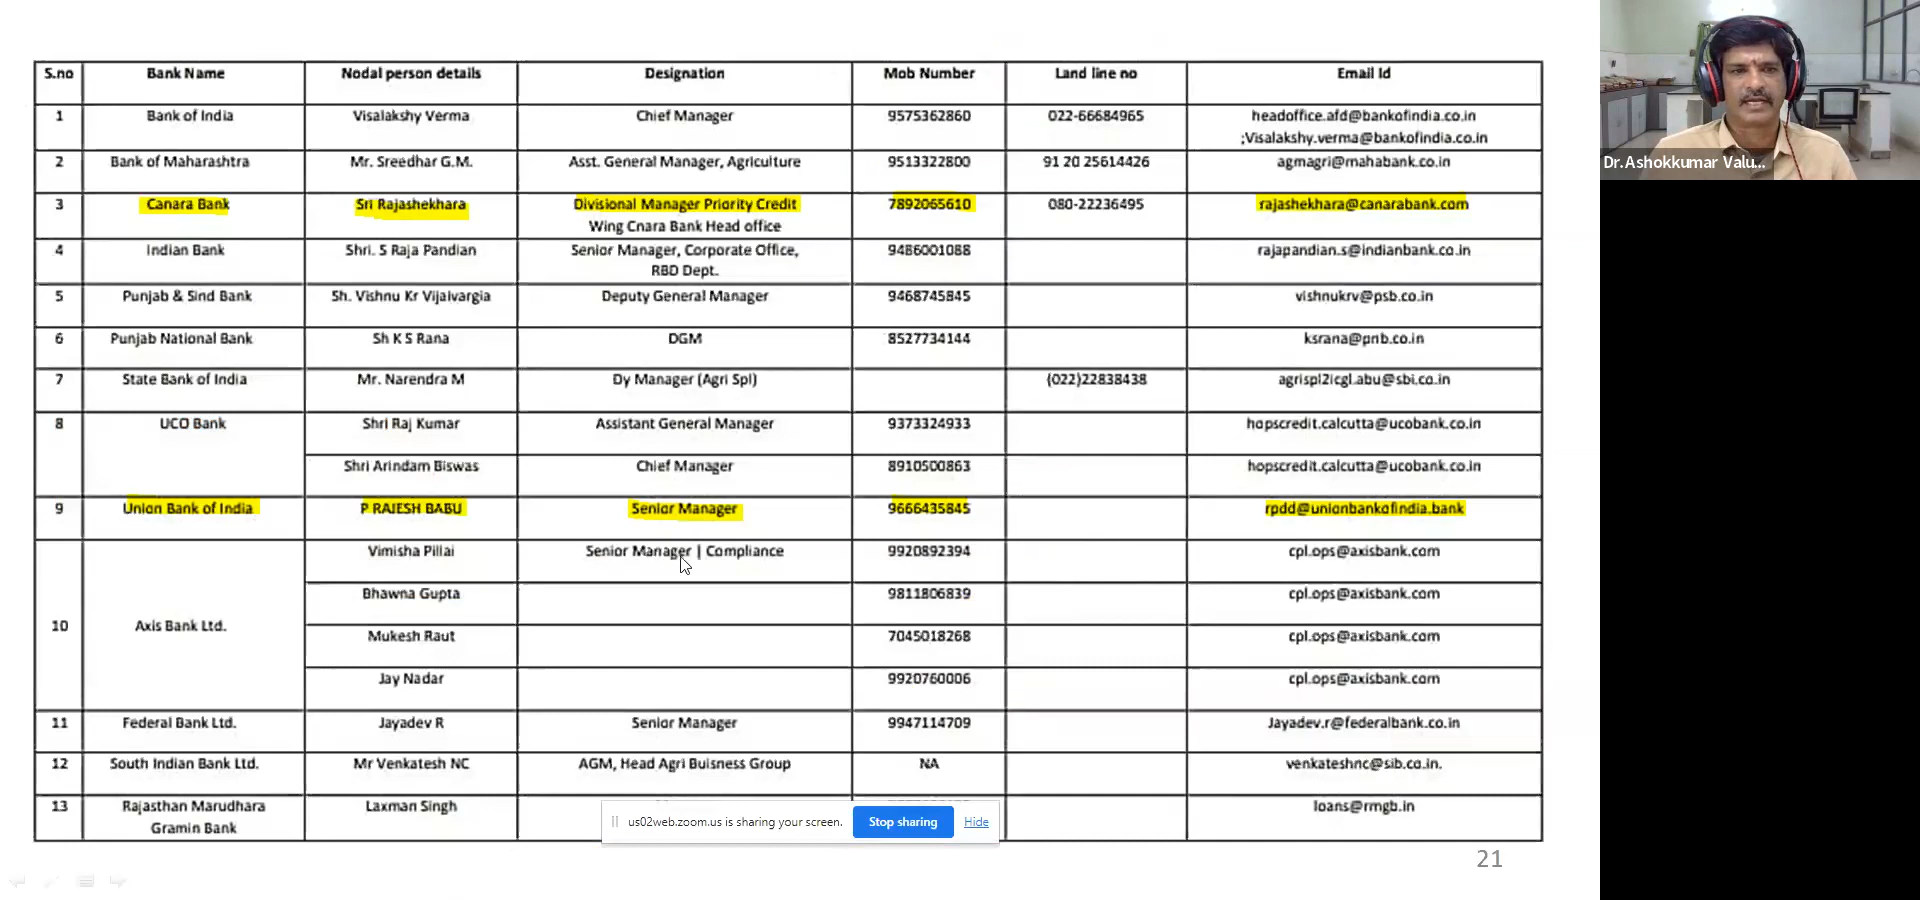 S.no Bank Name Nodal person details Designation Mob Number Land line no Email Id
1 Bank of India Visalakshy Verma Chief Manager 9575362860 022-66684965 headoffice.afd@bankofindia.co.in
;Visalakshy.verma@bankofindia.co.in
2 Bank of Maharashtra Mr. Sreedhar G.M. Asst. General Manager, Agriculture 9513322800 91 20 25614426 agmagri@mahabank.co.in
3 Canara Bank Sri Rajashekhara Divisional Manager Priority Credit 7892065610 080-22236495 rajashekhara@canarabank.com
Wing Cnara Bank Head office
4 Indian Bank Shri. S Raja Pandian Senior Manager, Corporate Office, 9486001088 rajapandian.s@indianbank.co.in
RBD Dept.
5 Punjab & Sind Bank Sh. Vishnu Kr Vijaivargia Deputy General Manager 9468745845 vishnukrv@psb.co.in
6 Punjab National Bank Sh K S Rana DGM 8527734144 ksrana@pnb.co.in
7 State Bank of India Mr. Narendra M Dy Manager (Agri Spl) (022)22838438 agrispl2icgl.abu@sbi.co.in
8 UCO Bank Shri Raj Kumar Assistant General Manager 9373324933 hopscredit.calcutta@ucobank.co.in
Shri Arindam Biswas Chief Manager 8910500863 hopscredit.calcutta@ucobank.co.in
9 Union Bank of India P RAJESH BABU Senior Manager 9666435845 rpdd@unionbankofindia.bank
Vimisha Pillai Senior Manager | Compliance 9920892394 cpl.ops@axisbank.com
Bhawna Gupta 9811806839 cpl.ops@axisbank.com
10 Axis Bank Ltd.
Mukesh Raut 7045018268 cpl.ops@axisbank.com
Jay Nadar 9920760006 cpl.ops@axisbank.com
11 Federal Bank Ltd. Jayadev R Senior Manager 9947114709 Jayadev.r@federalbank.co.in
12 South Indian Bank Ltd. Mr Venkatesh NC AGM, Head Agri Buisness Group NA venkateshnc@sib.co.in.
13 Rajasthan Marudhara Laxman Singh loans@rmgb.in
Gramin Bank
us02web.zoom.us is sharing your screen. Stop sharing Hide
21
Dr.Ashokkumar Valu...